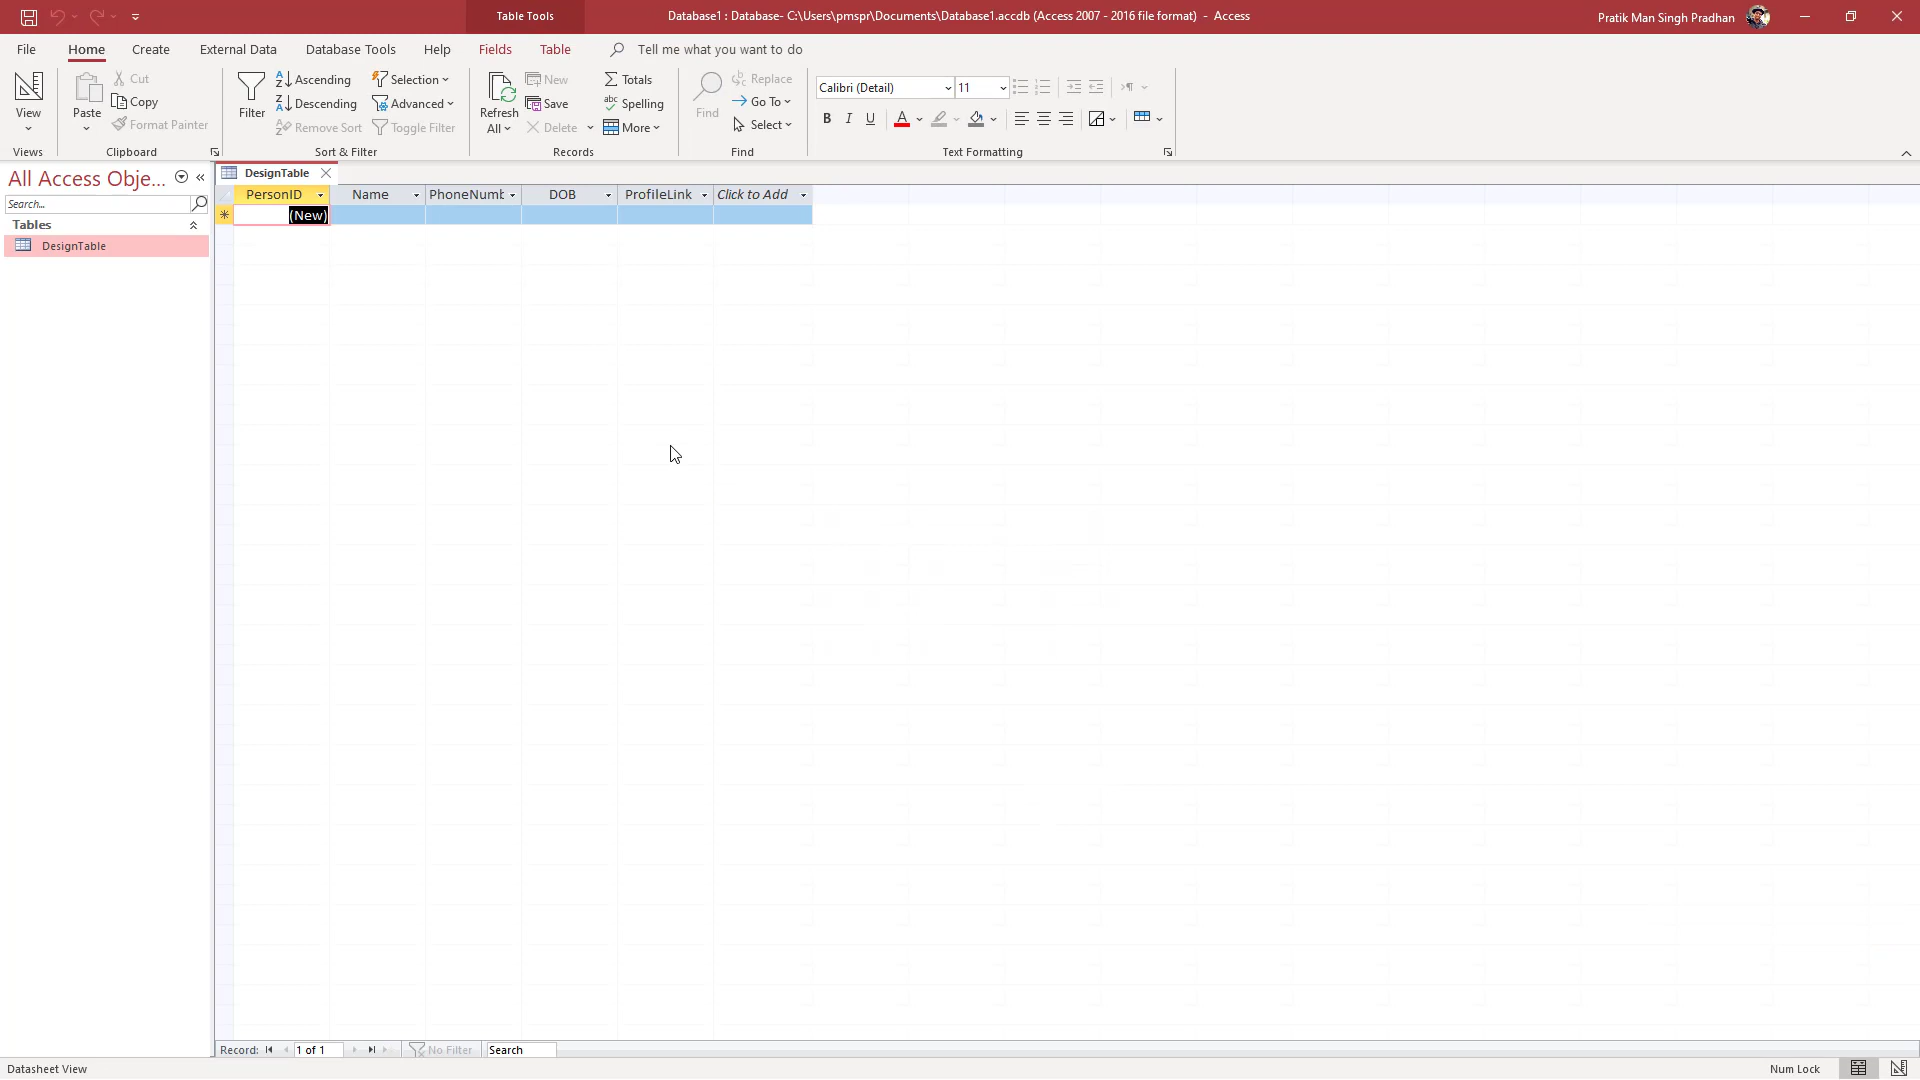 Table Tools
Database1 : Database- C:\Users\pmspr\Documents\Database1.accdb (Access 2007 - 2016 file format) - Access
Pratik Man Singh Pradhan
File Home Create External Data Database Tools Help Fields Table Tell me what you want to do
View
Views
Paste
Cut
Copy
Format Painter
Clipboard
Filter
Ascending
Descending
Remove Sort
Selection
Advanced
Toggle Filter
Sort & Filter
Refresh
All
New
Save
Delete
Totals
Spelling
More
Records
Find
Replace
Go To
Select
Find
Calibri (Detail) 11
B I U A
Text Formatting
All Access Obje...
Search...
Tables
DesignTable
DesignTable
PersonID Name PhoneNumb DOB ProfileLink Click to Add
(New)
Record: 1 of 1 No Filter Search
Datasheet View
Num Lock